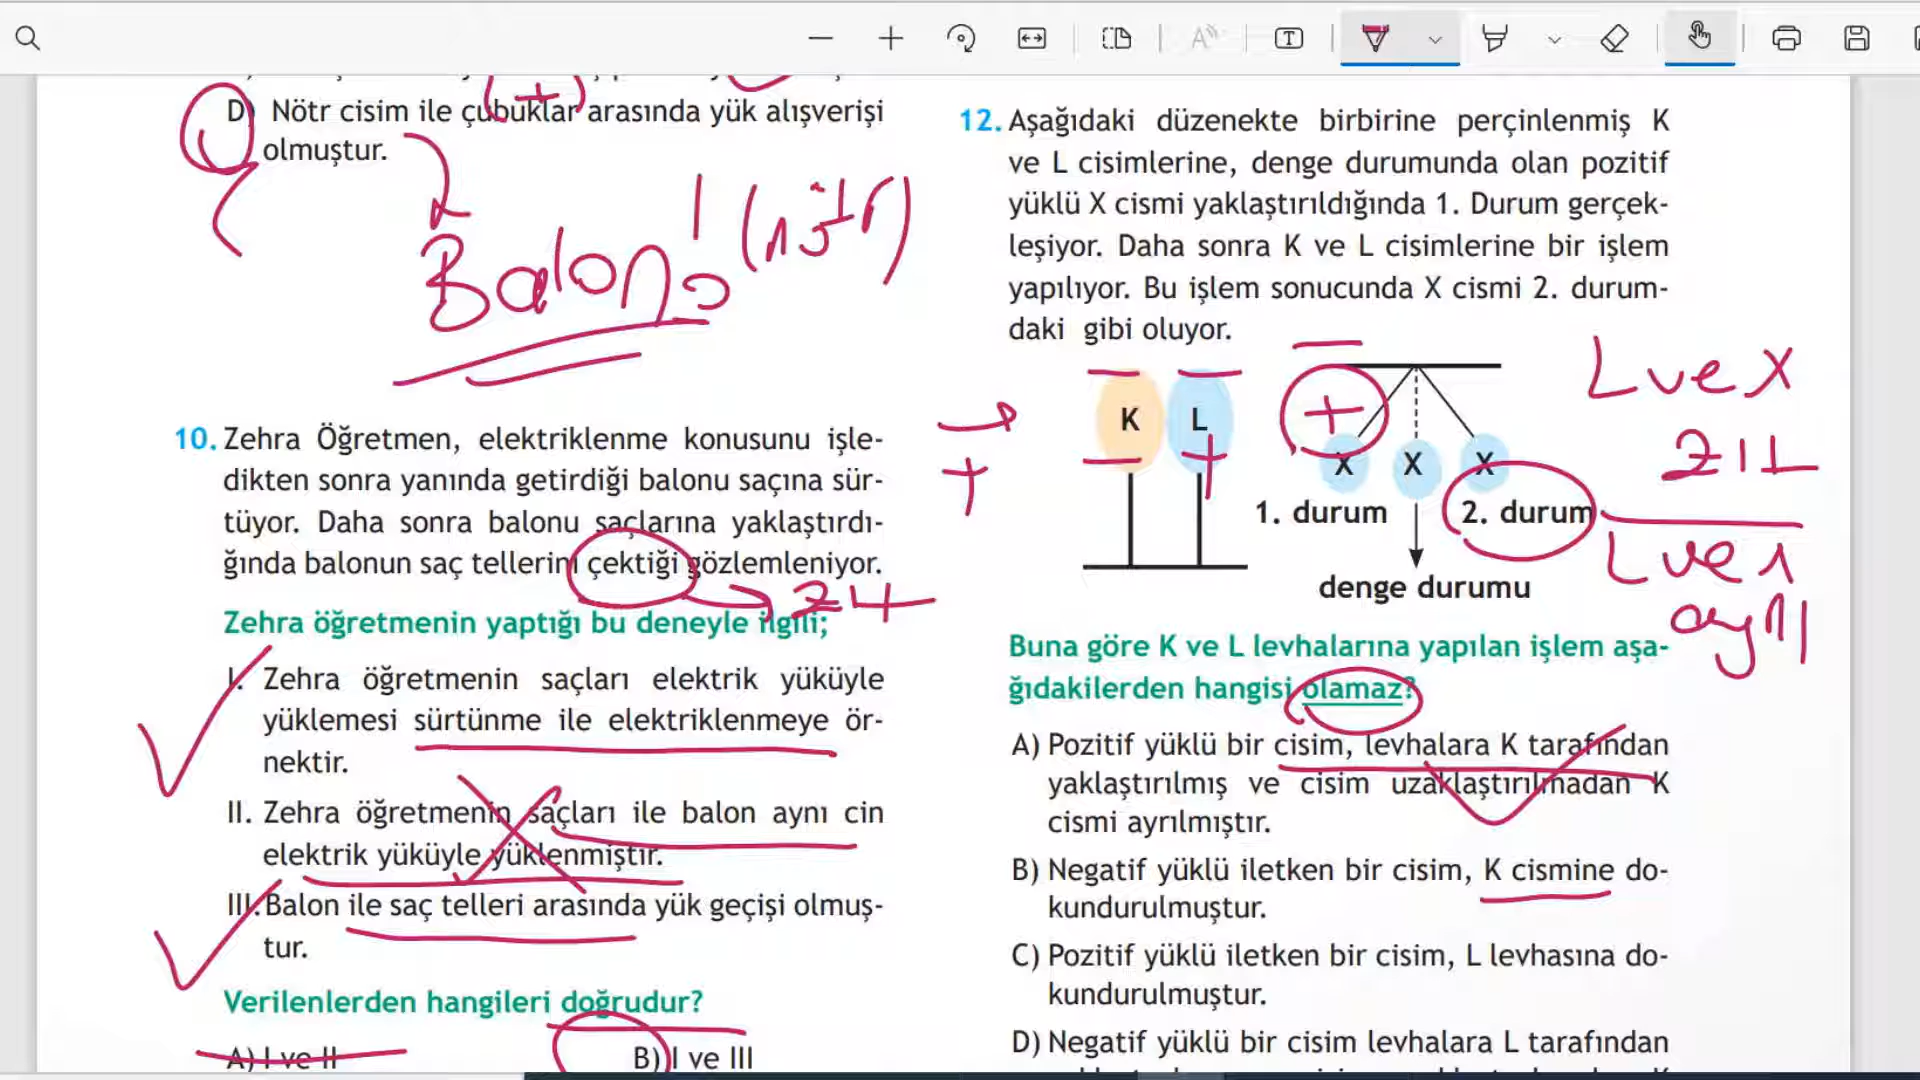 D) Nötr cisim ile çubuklar arasında yük alışverişi
olmuştur.
(+)
Balon (nötr)
10. Zehra Öğretmen, elektriklenme konusunu işle-
dikten sonra yanında getirdiği balonu saçına sür-
tüyor. Daha sonra balonu saçlarına yaklaştırdı-
ğında balonun saç tellerini çektiği gözlemleniyor.
Zehra öğretmenin yaptığı bu deneyle ilgili;
I. Zehra öğretmenin saçları elektrik yüküyle
yüklemesi sürtünme ile elektriklenmeye ör-
nektir.
II. Zehra öğretmenin saçları ile balon aynı cin
elektrik yüküyle yüklenmiştir.
III. Balon ile saç telleri arasında yük geçişi olmuş-
tur.
Verilenlerden hangileri doğrudur?
A) I ve II
B) I ve III
12. Aşağıdaki düzenekte birbirine perçinlenmiş K
ve L cisimlerine, denge durumunda olan pozitif
yüklü X cismi yaklaştırıldığında 1. Durum gerçek-
leşiyor. Daha sonra K ve L cisimlerine bir işlem
yapılıyor. Bu işlem sonucunda X cismi 2. durum-
daki gibi oluyor.
L ve X
zıt
K L +
X X X
1. durum
2. durum
L ve
aynı
denge durumu
Buna göre K ve L levhalarına yapılan işlem aşa-
ğıdakilerden hangisi olamaz?
A) Pozitif yüklü bir cisim, levhalara K tarafından
yaklaştırılmış ve cisim uzaklaştırılmadan K
cismi ayrılmıştır.
B) Negatif yüklü iletken bir cisim, K cismine do-
kundurulmuştur.
C) Pozitif yüklü iletken bir cisim, L levhasına do-
kundurulmuştur.
D) Negatif yüklü bir cisim levhalara L tarafından